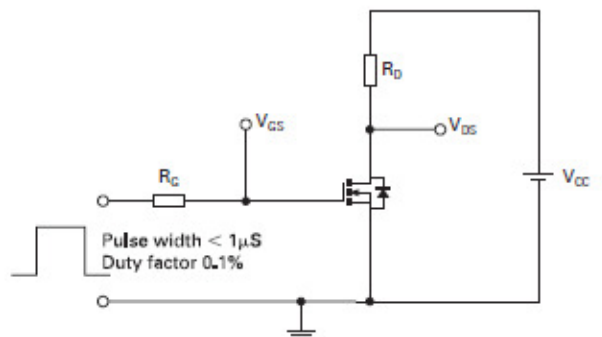 R_D
V_GS
V_DS
R_G
V_CC
Pulse width < 1μS
Duty factor 0.1%